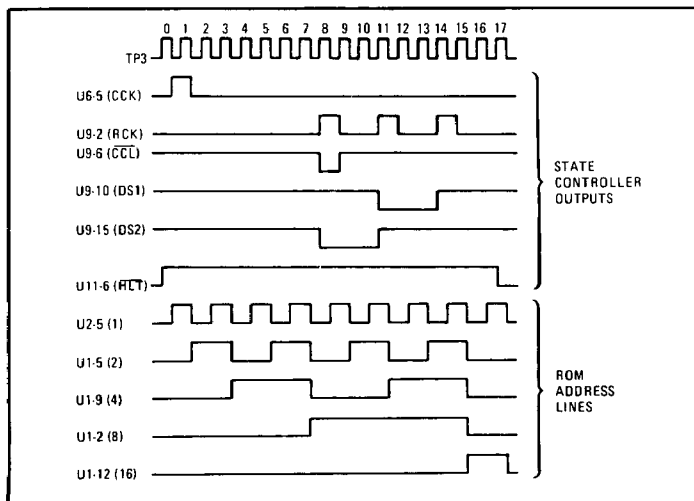 0 1 2 3 4 5 6 7 8 9 10 11 12 13 14 15 16 17
TP3
U6-5 (CCK)
U9-2 (RCK)
U9-6 (C̅C̅L̅)
U9-10 (DS1)
U9-15 (DS2)
U11-6 (H̅L̅T̅)
STATE
CONTROLLER
OUTPUTS
U2-5 (1)
U1-5 (2)
U1-9 (4)
U1-2 (8)
U1-12 (16)
ROM
ADDRESS
LINES